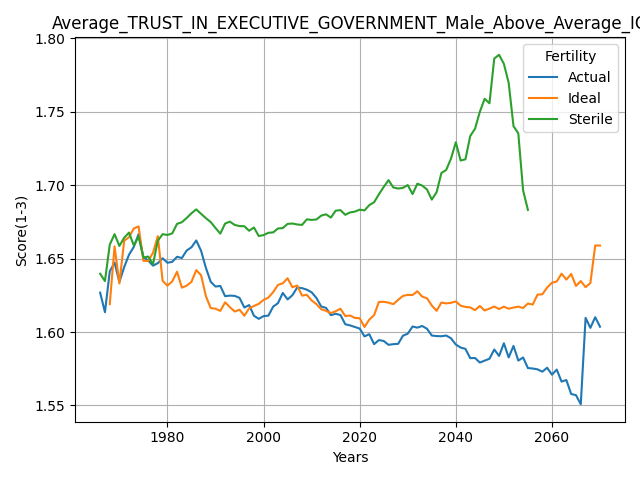 Average_TRUST_IN_EXECUTIVE_GOVERNMENT_Male_Above_Average_IQ
Fertility
Actual
Ideal
Sterile
Score(1-3)
1.80
1.75
1.70
1.65
1.60
1.55
1980
2000
2020
2040
2060
Years